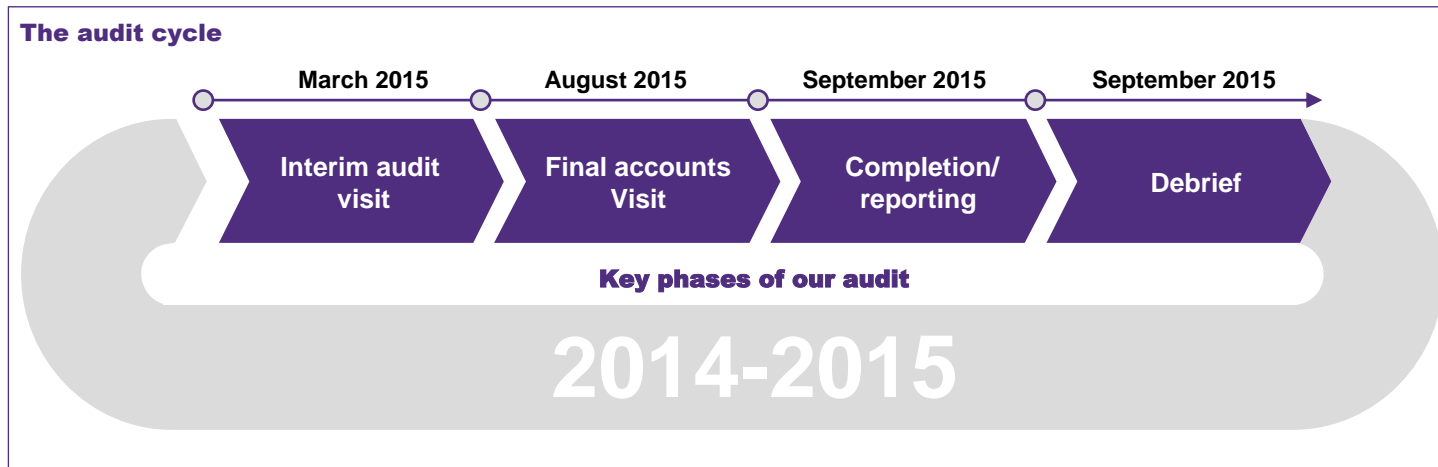 The audit cycle
March 2015
August 2015
September 2015
September 2015
Interim audit
visit
Final accounts
Visit
Completion/
reporting
Debrief
Key phases of our audit
2014-2015